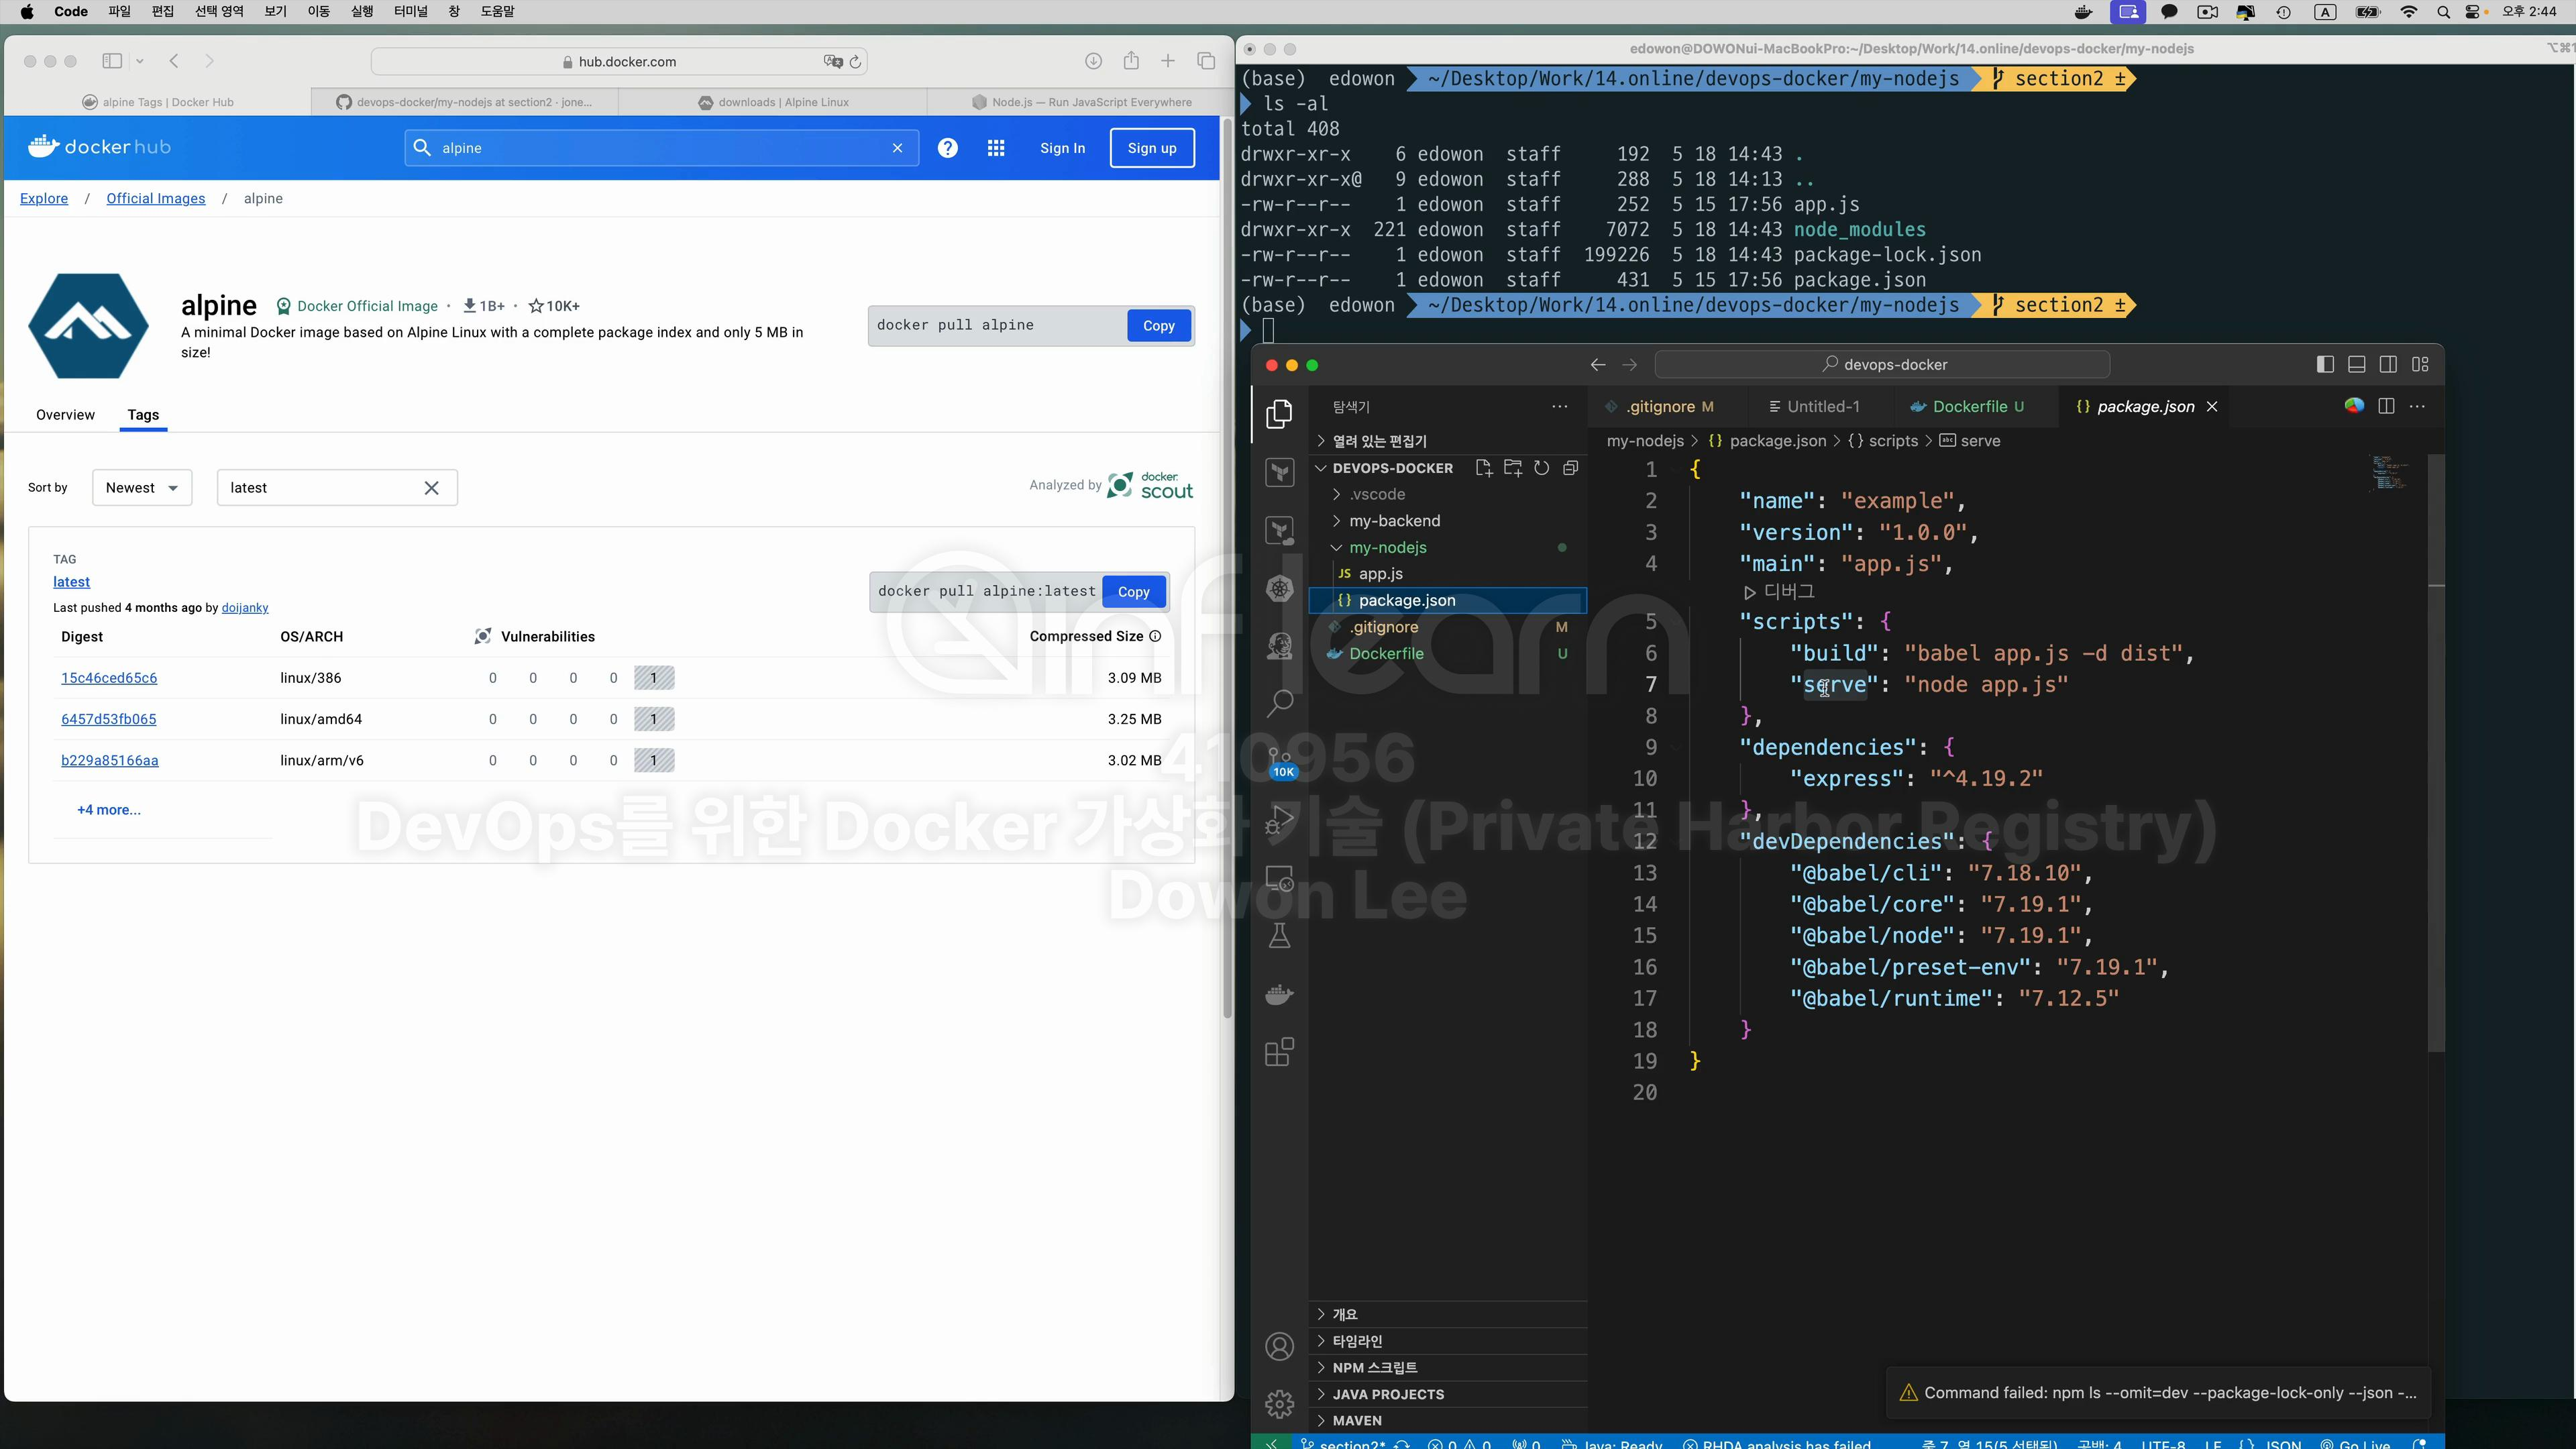 Code 파일 편집 선택 영역 보기 이동 실행 터미널 창 도움말
A 오후 2:44
hub.docker.com
alpine Tags | Docker Hub
devops-docker/my-nodejs at section2 · jone...
downloads | Alpine Linux
Node.js — Run JavaScript Everywhere
docker hub
alpine
Sign In
Sign up
Explore / Official Images / alpine
alpine Docker Official Image · 1B+ · 10K+
A minimal Docker image based on Alpine Linux with a complete package index and only 5 MB in
size!
docker pull alpine
Copy
Overview Tags
Sort by Newest latest
Analyzed by docker scout
TAG
latest
Last pushed 4 months ago by doijanky
docker pull alpine:latest Copy
Digest OS/ARCH Vulnerabilities Compressed Size
15c46ced65c6 linux/386 0 0 0 0 1 3.09 MB
6457d53fb065 linux/amd64 0 0 0 0 1 3.25 MB
b229a85166aa linux/arm/v6 0 0 0 0 1 3.02 MB
+4 more...
edowon@DOWONui-MacBookPro:~/Desktop/Work/14.online/devops-docker/my-nodejs
(base) edowon ~/Desktop/Work/14.online/devops-docker/my-nodejs section2 ±
ls -al
total 408
drwxr-xr-x 6 edowon staff 192 5 18 14:43 .
drwxr-xr-x@ 9 edowon staff 288 5 18 14:13 ..
-rw-r--r-- 1 edowon staff 252 5 15 17:56 app.js
drwxr-xr-x 221 edowon staff 7072 5 18 14:43 node_modules
-rw-r--r-- 1 edowon staff 199226 5 18 14:43 package-lock.json
-rw-r--r-- 1 edowon staff 431 5 15 17:56 package.json
(base) edowon ~/Desktop/Work/14.online/devops-docker/my-nodejs section2 ±
devops-docker
탐색기
열려 있는 편집기
DEVOPS-DOCKER
.vscode
my-backend
my-nodejs
JS app.js
{} package.json
.gitignore M
Dockerfile U
10K
개요
타임라인
NPM 스크립트
JAVA PROJECTS
MAVEN
.gitignore M
Untitled-1
Dockerfile U
{} package.json
my-nodejs > {} package.json > {} scripts > abc serve
1 {
2 "name": "example",
3 "version": "1.0.0",
4 "main": "app.js",
디버그
5 "scripts": {
6 "build": "babel app.js -d dist",
7 "serve": "node app.js"
8 },
9 "dependencies": {
10 "express": "^4.19.2"
11 },
12 "devDependencies": {
13 "@babel/cli": "7.18.10",
14 "@babel/core": "7.19.1",
15 "@babel/node": "7.19.1",
16 "@babel/preset-env": "7.19.1",
17 "@babel/runtime": "7.12.5"
18 }
19 }
20
Command failed: npm ls --omit=dev --package-lock-only --json -...
section2* 0 0 0 Java: Ready RHDA analysis has failed 줄 7, 열 15(5 선택됨) 공백: 4 UTF-8 LF {} JSON Go Live
inflearn
410956
DevOps를 위한 Docker 가상화 기술 (Private Harbor Registry)
Dowon Lee